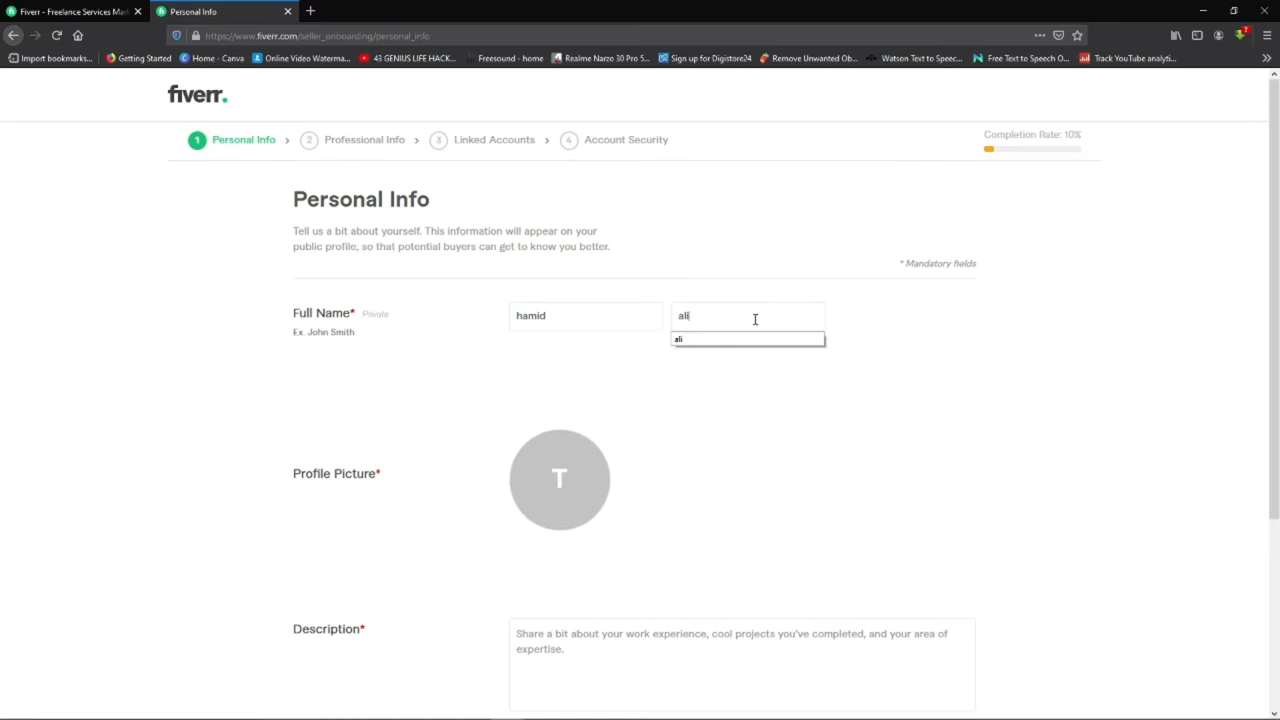 Fiverr - Freelance Services Mar
Personal Info
https://www.fiverr.com/seller_onboarding/personal_info
2
Import bookmarks...
Getting Started
Home - Canva
Online Video Waterma...
43 GENIUS LIFE HACK...
Freesound - home
Realme Narzo 30 Pro 5...
Sign up for Digistore24
Remove Unwanted Ob...
Watson Text to Speec...
Free Text to Speech O...
Track YouTube analyti...
fiverr.
1 Personal Info
2 Professional Info
3 Linked Accounts
4 Account Security
Completion Rate: 10%
Personal Info
Tell us a bit about yourself. This information will appear on your
public profile, so that potential buyers can get to know you better.
* Mandatory fields
Full Name* Private
hamid
ali
Ex. John Smith
ali
Profile Picture*
T
Description*
Share a bit about your work experience, cool projects you've completed, and your area of
expertise.